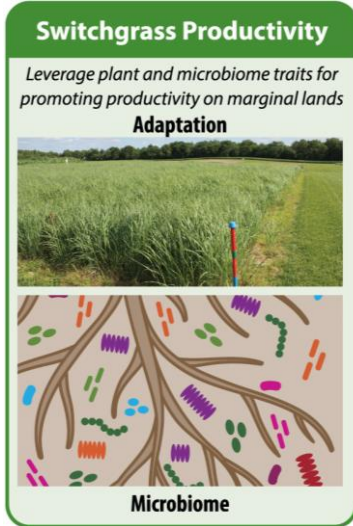 Switchgrass Productivity
Leverage plant and microbiome traits for
promoting productivity on marginal lands
Adaptation
Microbiome